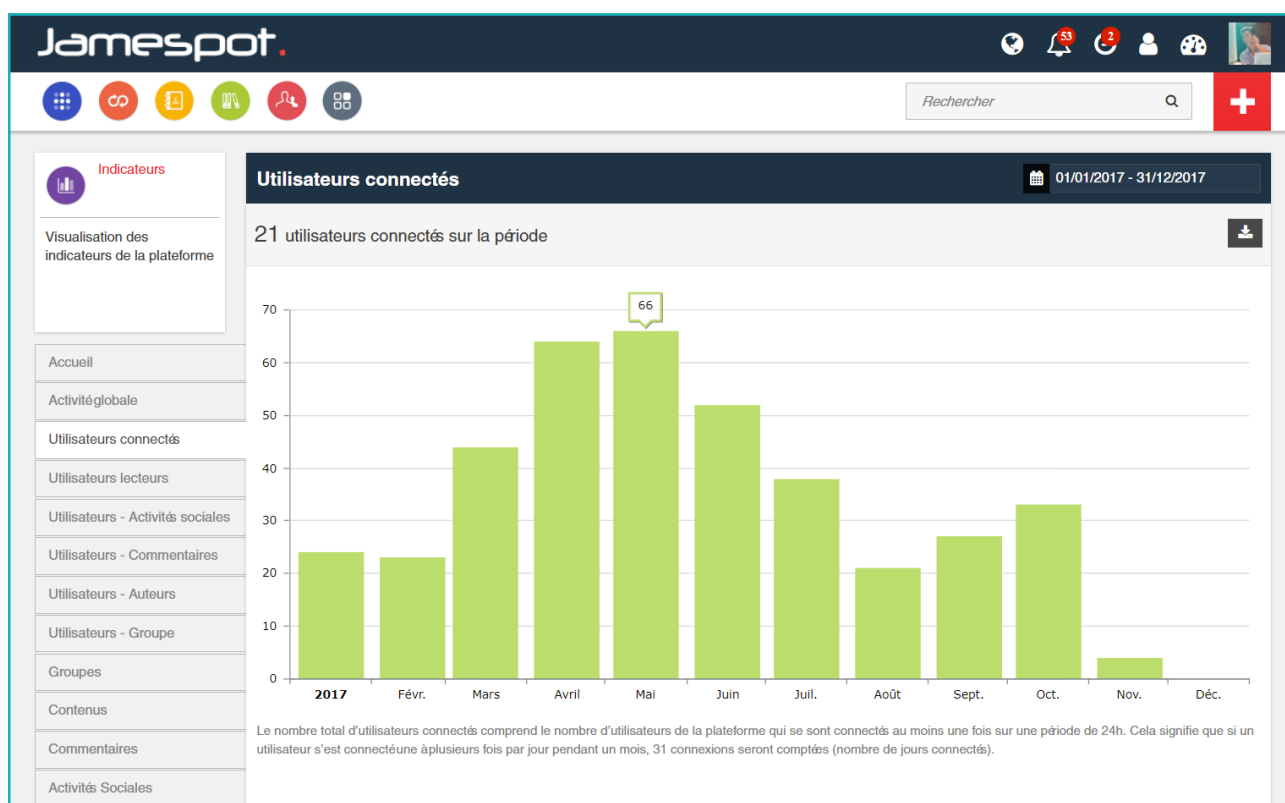 Jamespot.
53
2
Rechercher
Indicateurs
Visualisation des
indicateurs de la plateforme
Accueil
Activitéglobale
Utilisateurs connectés
Utilisateurs lecteurs
Utilisateurs - Activités sociales
Utilisateurs - Commentaires
Utilisateurs - Auteurs
Utilisateurs - Groupe
Groupes
Contenus
Commentaires
Activités Sociales
Utilisateurs connectés
01/01/2017 - 31/12/2017
21 utilisateurs connectés sur la période
70
60
50
40
30
20
10
0
66
2017 Févr. Mars Avril Mai Juin Juil. Août Sept. Oct. Nov. Déc.
Le nombre total d'utilisateurs connectés comprend le nombre d'utilisateurs de la plateforme qui se sont connectés au moins une fois sur une période de 24h. Cela signifie que si un
utilisateur s'est connectéune àplusieurs fois par jour pendant un mois, 31 connexions seront comptées (nombre de jours connectés).